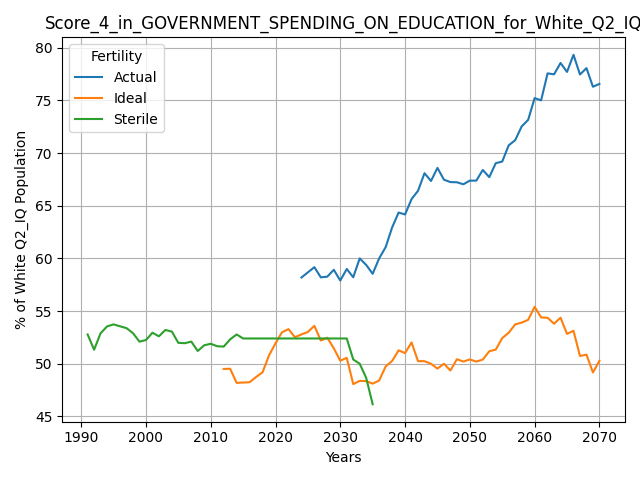 Score_4_in_GOVERNMENT_SPENDING_ON_EDUCATION_for_White_Q2_IQ
% of White Q2_IQ Population
80
75
70
65
60
55
50
45
Fertility
Actual
Ideal
Sterile
1990 2000 2010 2020 2030 2040 2050 2060 2070
Years